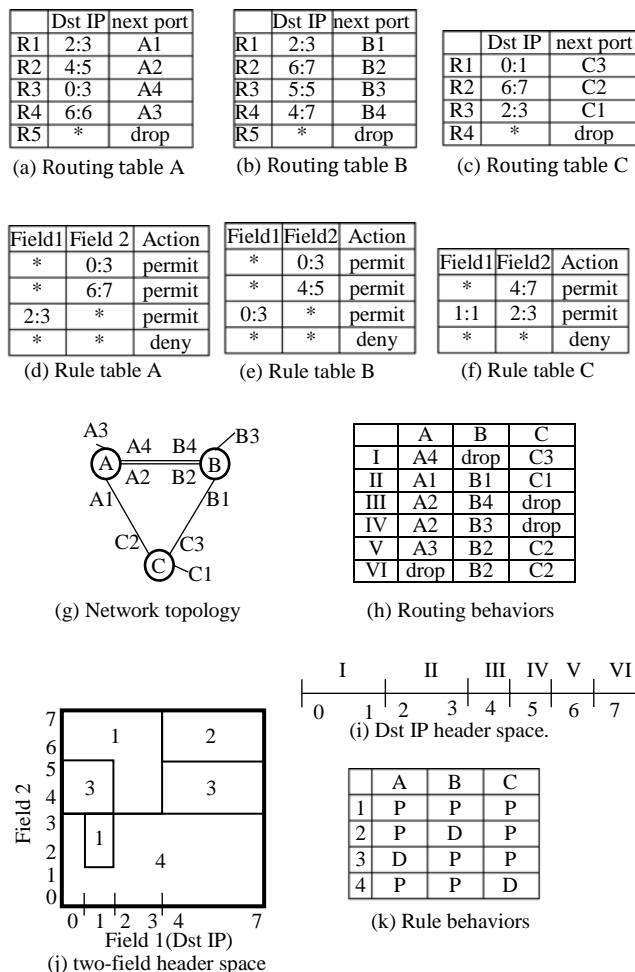 Dst IP next port
R1 2:3 A1
R2 4:5 A2
R3 0:3 A4
R4 6:6 A3
R5 * drop
(a) Routing table A
Dst IP next port
R1 2:3 B1
R2 6:7 B2
R3 5:5 B3
R4 4:7 B4
R5 * drop
(b) Routing table B
Dst IP next port
R1 0:1 C3
R2 6:7 C2
R3 2:3 C1
R4 * drop
(c) Routing table C
Field1 Field 2 Action
* 0:3 permit
* 6:7 permit
2:3 * permit
* * deny
(d) Rule table A
Field1 Field2 Action
* 0:3 permit
* 4:5 permit
0:3 * permit
* * deny
(e) Rule table B
Field1 Field2 Action
* 4:7 permit
1:1 2:3 permit
* * deny
(f) Rule table C
A3 A4 B4 B3
A B
A2 B2
A1 B1
C2 C3
C C1
(g) Network topology
A B C
I A4 drop C3
II A1 B1 C1
III A2 B4 drop
IV A2 B3 drop
V A3 B2 C2
VI drop B2 C2
(h) Routing behaviors
I II III IV V VI
0 1 2 3 4 5 6 7
(i) Dst IP header space.
Field 2
7
6
5
4
3
2
1
0
1 2
3 3
1
4
0 1 2 3 4 7
Field 1(Dst IP)
(j) two-field header space
A B C
1 P P P
2 P D P
3 D P P
4 P P D
(k) Rule behaviors